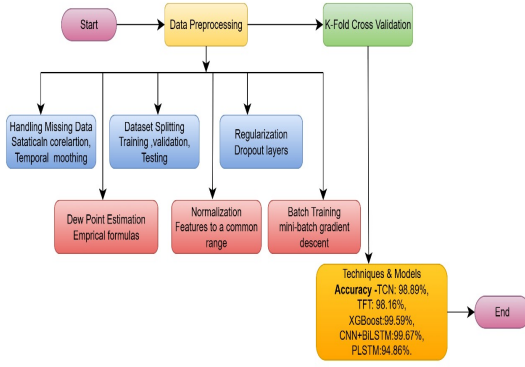 Start
Data Preprocessing
K-Fold Cross Validation
Handling Missing Data
Sataticaln corelartion,
Temporal moothing
Dataset Splitting
Training ,validation,
Testing
Regularization
Dropout layers
Dew Point Estimation
Emprical formulas
Normalization
Features to a common
range
Batch Training
mini-batch gradient
descent
Techniques & Models
Accuracy -TCN: 98.89%,
TFT: 98.16%,
XGBoost:99.59%,
CNN+BiLSTM:99.67%,
PLSTM:94.86%.
End